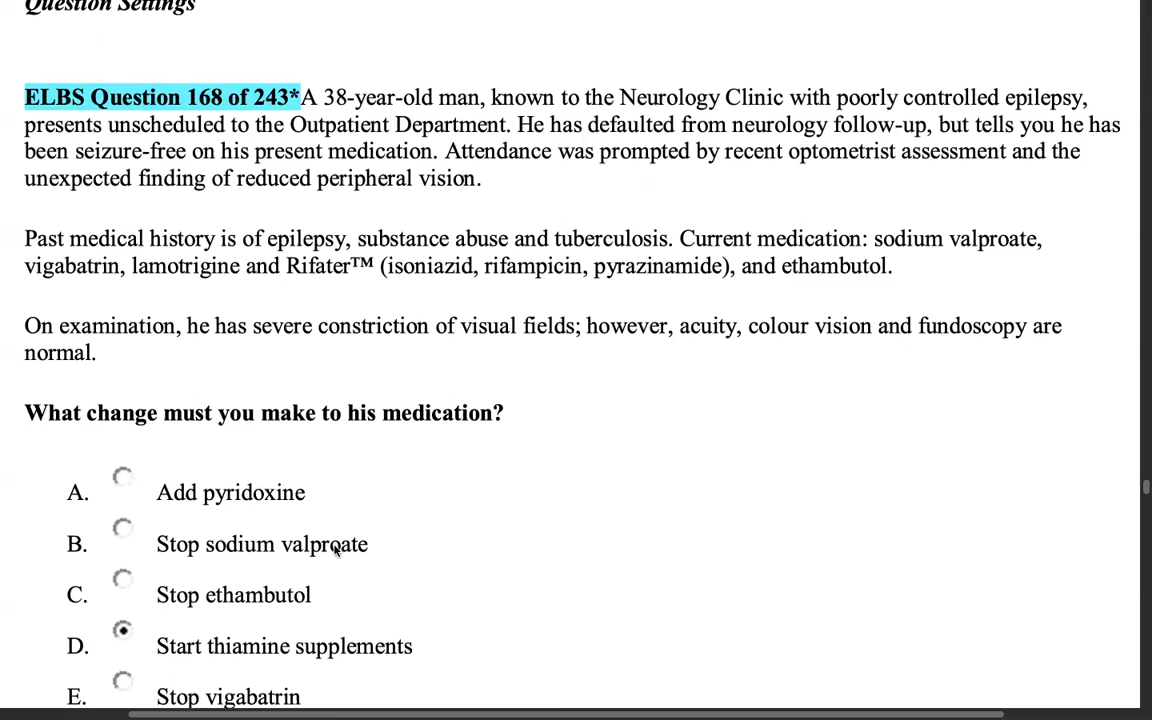 Question Settings
ELBS Question 168 of 243*A 38-year-old man, known to the Neurology Clinic with poorly controlled epilepsy,
presents unscheduled to the Outpatient Department. He has defaulted from neurology follow-up, but tells you he has
been seizure-free on his present medication. Attendance was prompted by recent optometrist assessment and the
unexpected finding of reduced peripheral vision.
Past medical history is of epilepsy, substance abuse and tuberculosis. Current medication: sodium valproate,
vigabatrin, lamotrigine and Rifater™ (isoniazid, rifampicin, pyrazinamide), and ethambutol.
On examination, he has severe constriction of visual fields; however, acuity, colour vision and fundoscopy are
normal.
What change must you make to his medication?
A. Add pyridoxine
B. Stop sodium valproate
C. Stop ethambutol
D. Start thiamine supplements
E. Stop vigabatrin